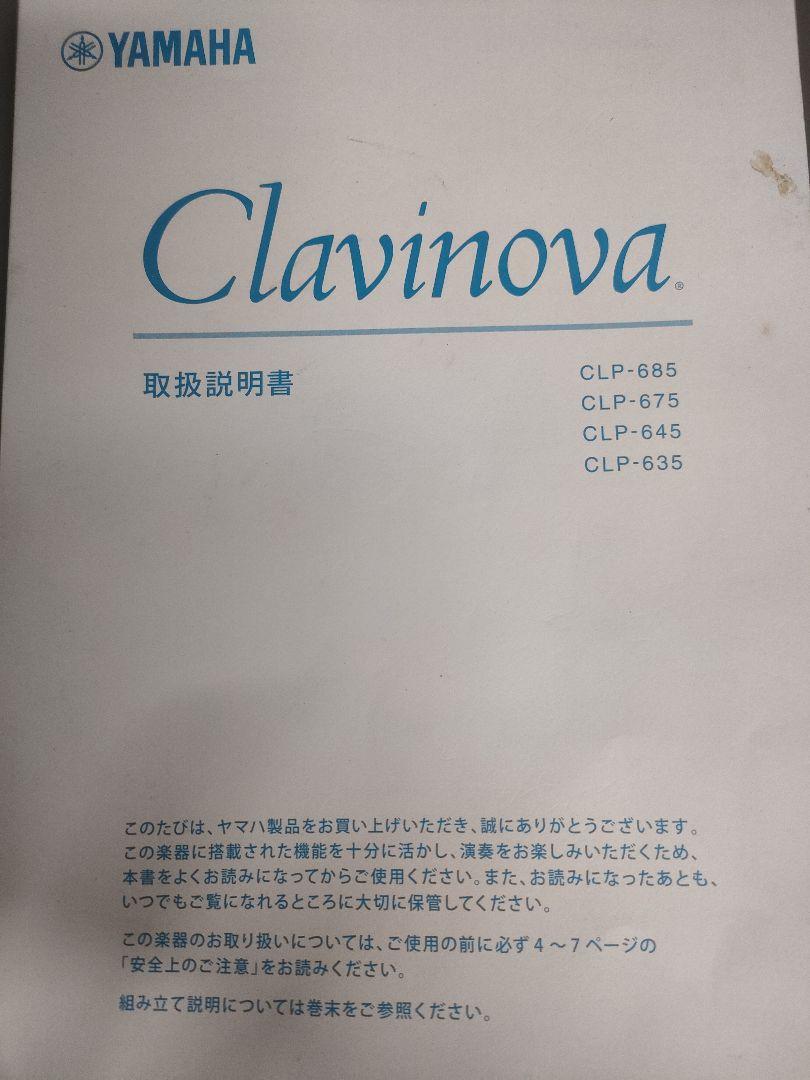 YAMAHA
Clavinova®
取扱説明書
CLP-685
CLP-675
CLP-645
CLP-635
このたびは、ヤマハ製品をお買い上げいただき、誠にありがとうございます。
この楽器に搭載された機能を十分に活かし、演奏をお楽しみいただくため、
本書をよくお読みになってからご使用ください。また、お読みになったあとも、
いつでもご覧になれるところに大切に保管してください。
この楽器のお取り扱いについては、ご使用の前に必ず4～7ページの
「安全上のご注意」をお読みください。
組み立て説明については巻末をご参照ください。